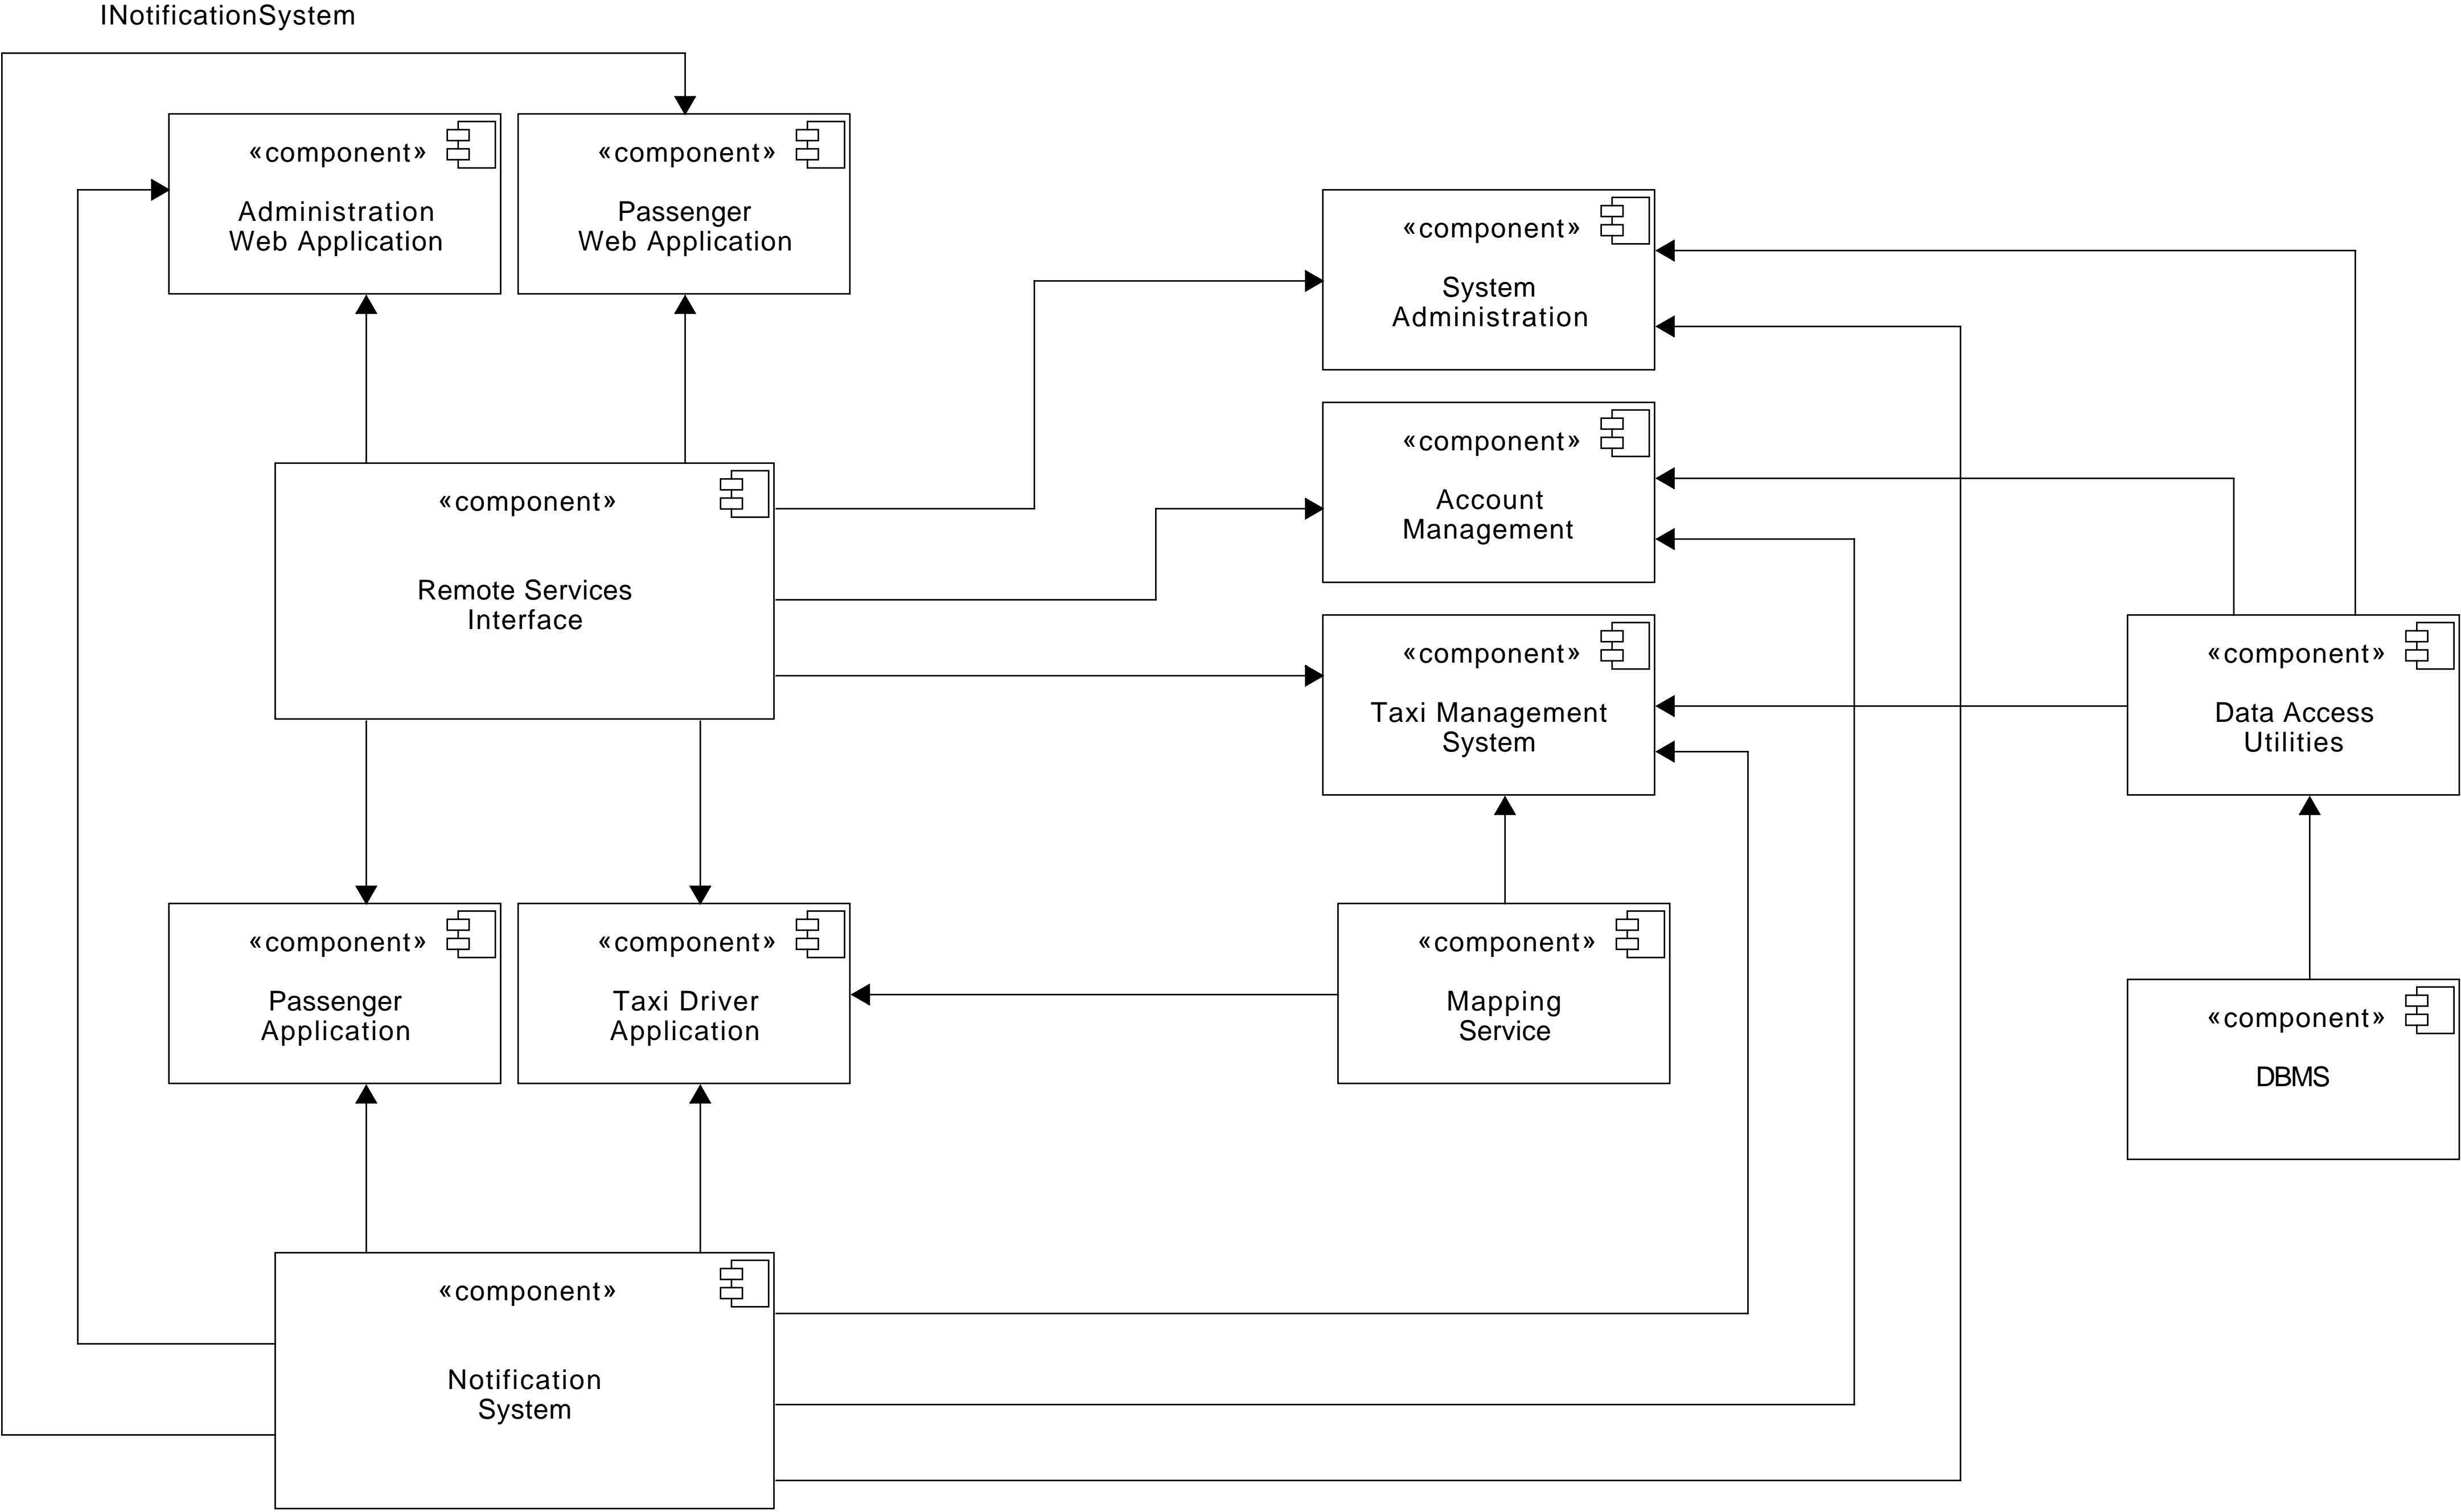 INotificationSystem
«component»
Administration
Web Application
«component»
Passenger
Web Application
«component»
System
Administration
«component»
Remote Services
Interface
«component»
Account
Management
«component»
Taxi Management
System
«component»
Data Access
Utilities
«component»
Passenger
Application
«component»
Taxi Driver
Application
«component»
Mapping
Service
«component»
DBMS
«component»
Notification
System